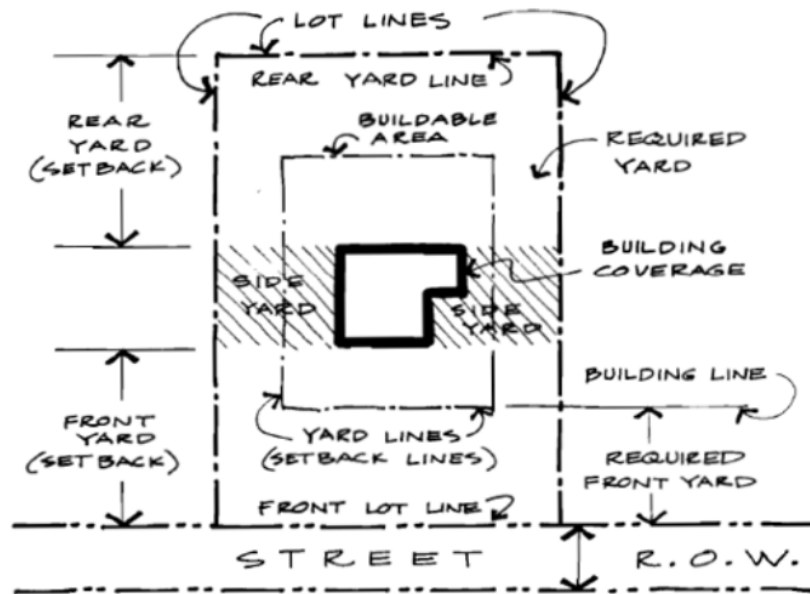 LOT LINES
REAR YARD LINE
BUILDABLE
AREA
REAR
YARD
(SETBACK)
REQUIRED
YARD
BUILDING
COVERAGE
SIDE
YARD
SIDE
YARD
BUILDING LINE
FRONT
YARD
(SETBACK)
YARD LINES
(SETBACK LINES)
REQUIRED
FRONT YARD
FRONT LOT LINE
STREET
R.O.W.